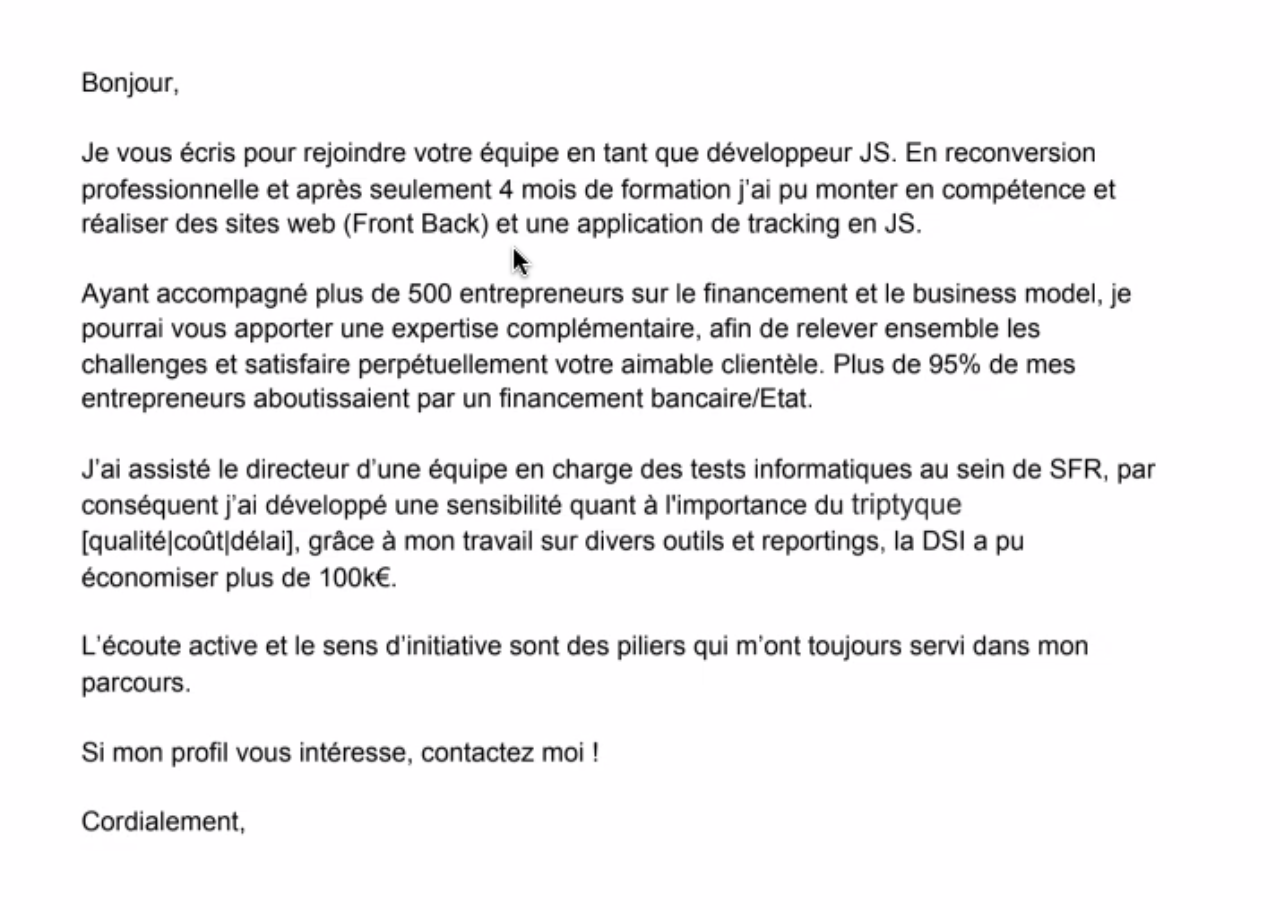 Bonjour,
Je vous écris pour rejoindre votre équipe en tant que développeur JS. En reconversion
professionnelle et après seulement 4 mois de formation j’ai pu monter en compétence et
réaliser des sites web (Front Back) et une application de tracking en JS.
Ayant accompagné plus de 500 entrepreneurs sur le financement et le business model, je
pourrai vous apporter une expertise complémentaire, afin de relever ensemble les
challenges et satisfaire perpétuellement votre aimable clientèle. Plus de 95% de mes
entrepreneurs aboutissaient par un financement bancaire/Etat.
J’ai assisté le directeur d’une équipe en charge des tests informatiques au sein de SFR, par
conséquent j’ai développé une sensibilité quant à l'importance du triptyque
[qualité|coût|délai], grâce à mon travail sur divers outils et reportings, la DSI a pu
économiser plus de 100k€.
L’écoute active et le sens d’initiative sont des piliers qui m’ont toujours servi dans mon
parcours.
Si mon profil vous intéresse, contactez moi !
Cordialement,